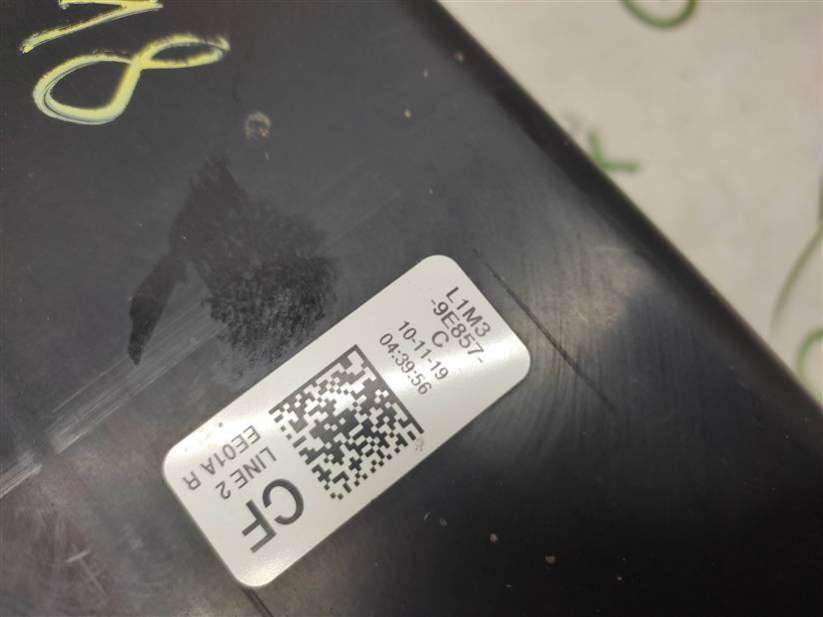 L1M3
-9E857-
C
10-11-19
04:39:56
CF
LINE 2
EE01A R